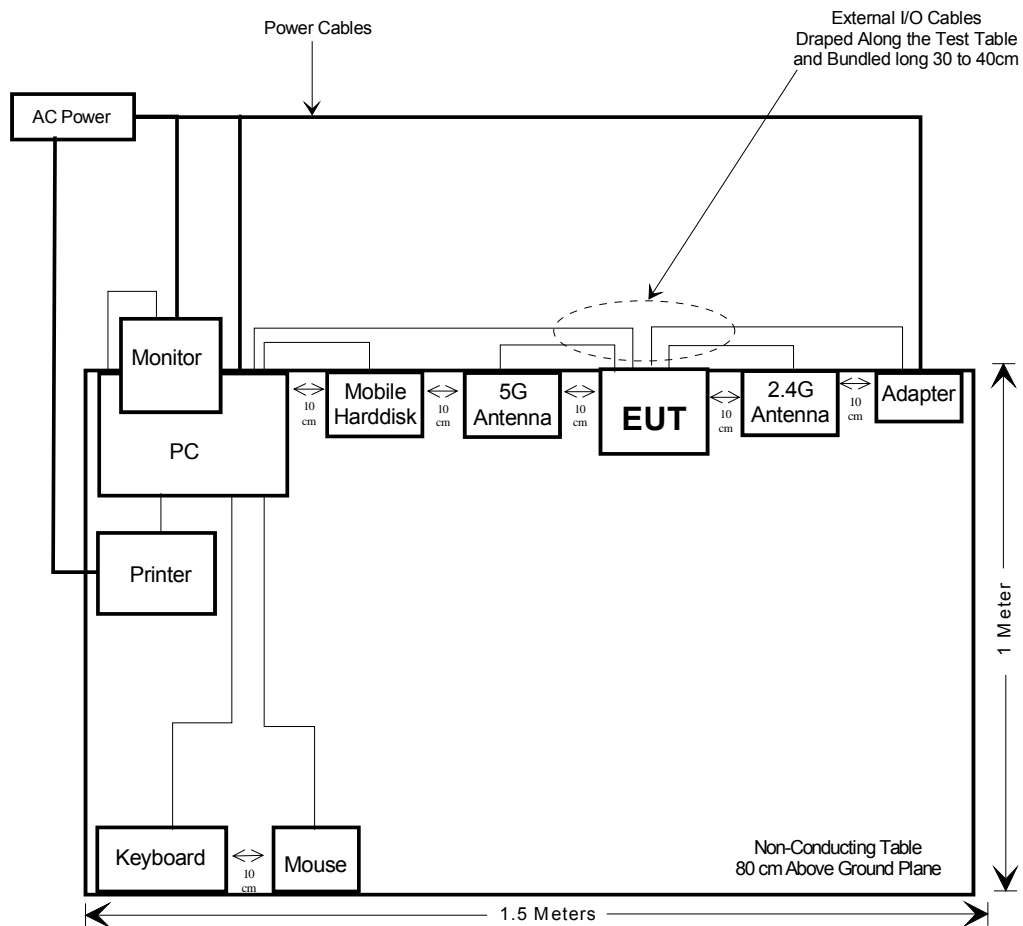 External I/O Cables
Draped Along the Test Table
and Bundled long 30 to 40cm
Power Cables
AC Power
Monitor
PC
10
cm
Mobile
Harddisk
10
cm
5G
Antenna
10
cm
EUT
10
cm
2.4G
Antenna
10
cm
Adapter
Printer
1 Meter
Keyboard
10
cm
Mouse
Non-Conducting Table
80 cm Above Ground Plane
1.5 Meters